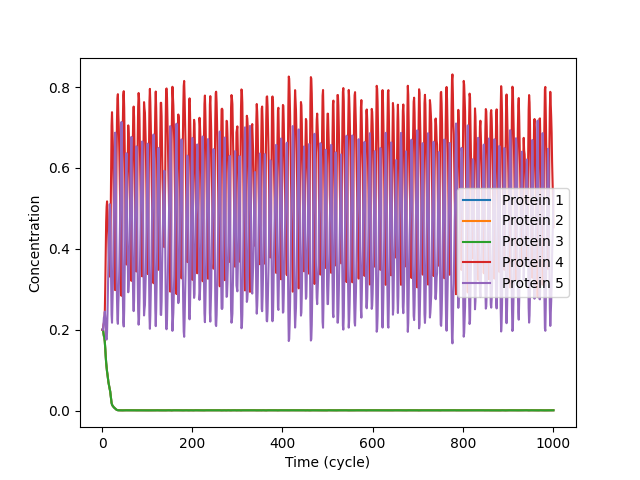 0.8
0.6
0.4
0.2
0.0
Concentration
0
200
400
600
800
1000
Time (cycle)
Protein 1
Protein 2
Protein 3
Protein 4
Protein 5